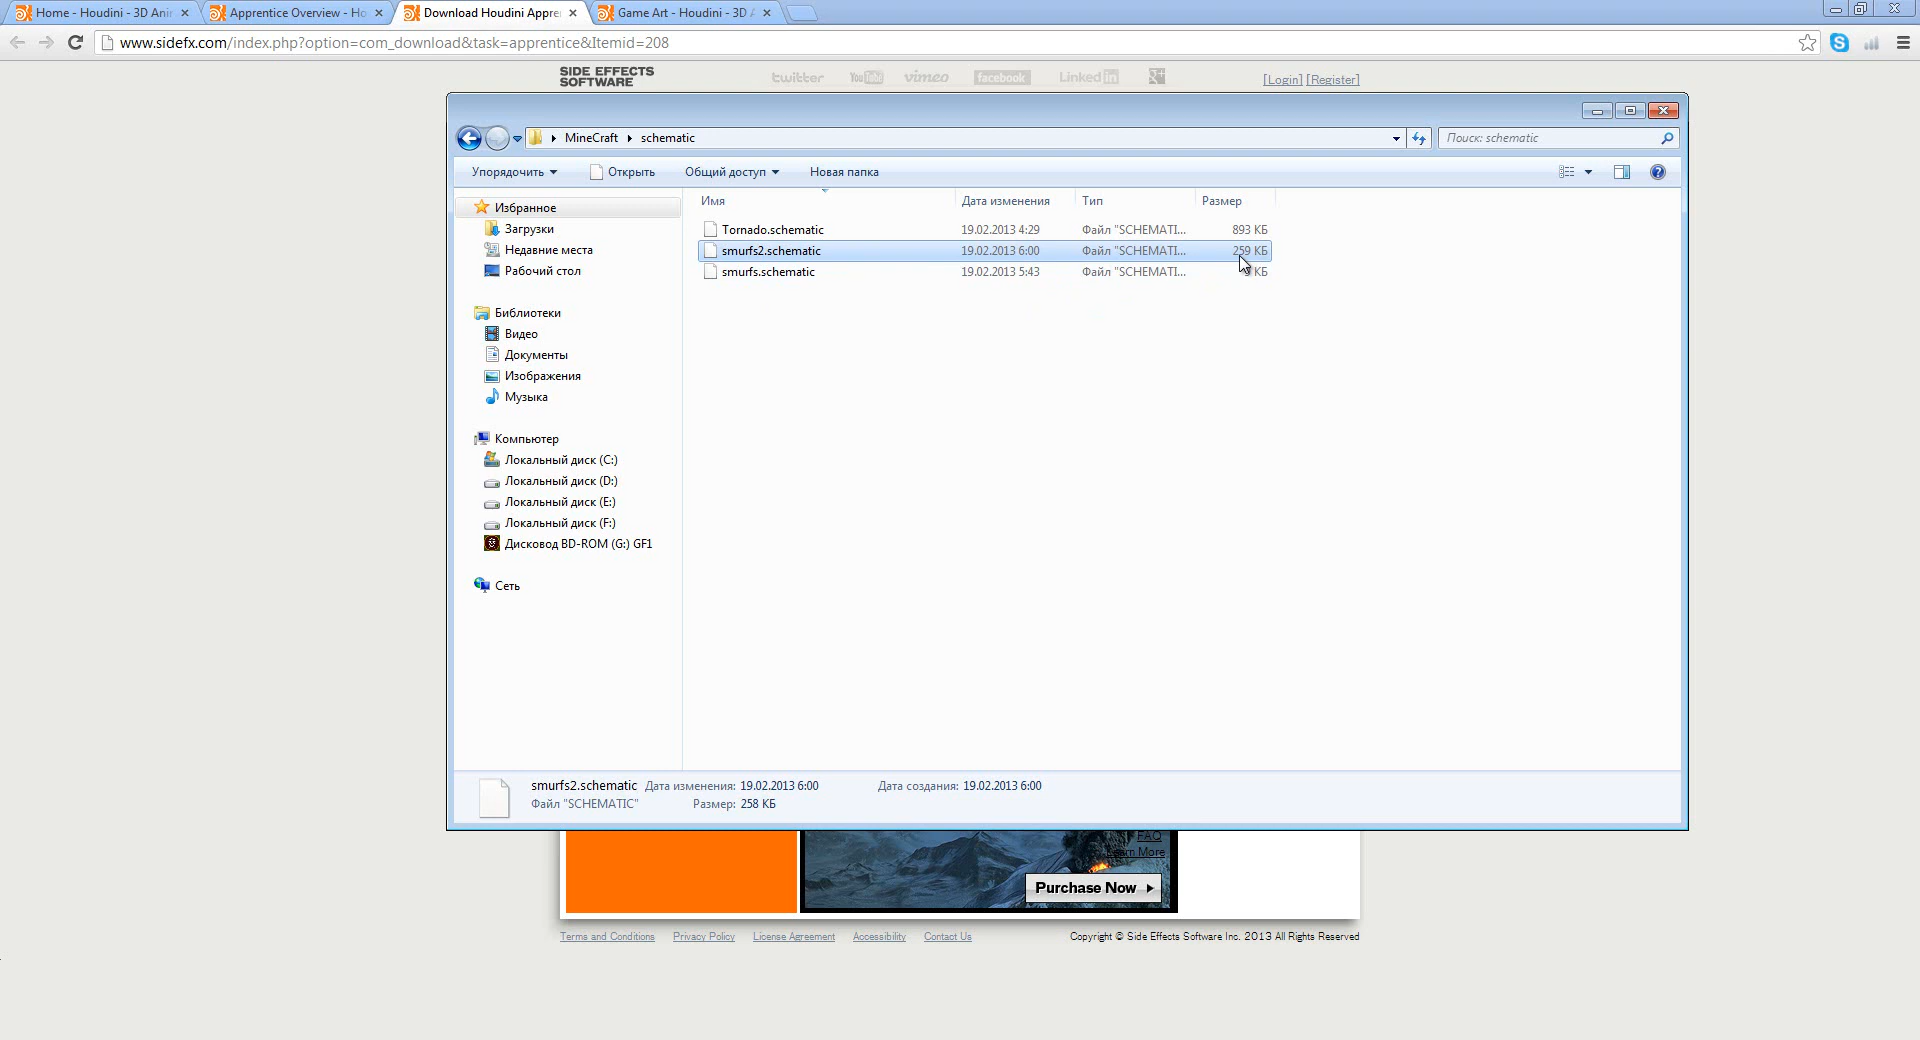 Home - Houdini - 3D Ani
Apprentice Overview - Ho
Download Houdini Appre
Game Art - Houdini - 3D A
www.sidefx.com/index.php?option=com_download&task=apprentice&Itemid=208
SIDE EFFECTS
SOFTWARE
twitter YouTube vimeo facebook Linked in g+
[Login] [Register]
MineCraft schematic
Поиск: schematic
Упорядочить Открыть Общий доступ Новая папка
Избранное
Загрузки
Недавние места
Рабочий стол
Библиотеки
Видео
Документы
Изображения
Музыка
Компьютер
Локальный диск (C:)
Локальный диск (D:)
Локальный диск (E:)
Локальный диск (F:)
Дисковод BD-ROM (G:) GF1
Сеть
Имя Дата изменения Тип Размер
Tornado.schematic 19.02.2013 4:29 Файл "SCHEMATI... 893 КБ
smurfs2.schematic 19.02.2013 6:00 Файл "SCHEMATI... 259 КБ
smurfs.schematic 19.02.2013 5:43 Файл "SCHEMATI... КБ
smurfs2.schematic Дата изменения: 19.02.2013 6:00 Дата создания: 19.02.2013 6:00
Файл "SCHEMATIC" Размер: 258 КБ
FAQ
Learn More
Purchase Now
Terms and Conditions Privacy Policy License Agreement Accessibility Contact Us
Copyright © Side Effects Software Inc. 2013 All Rights Reserved